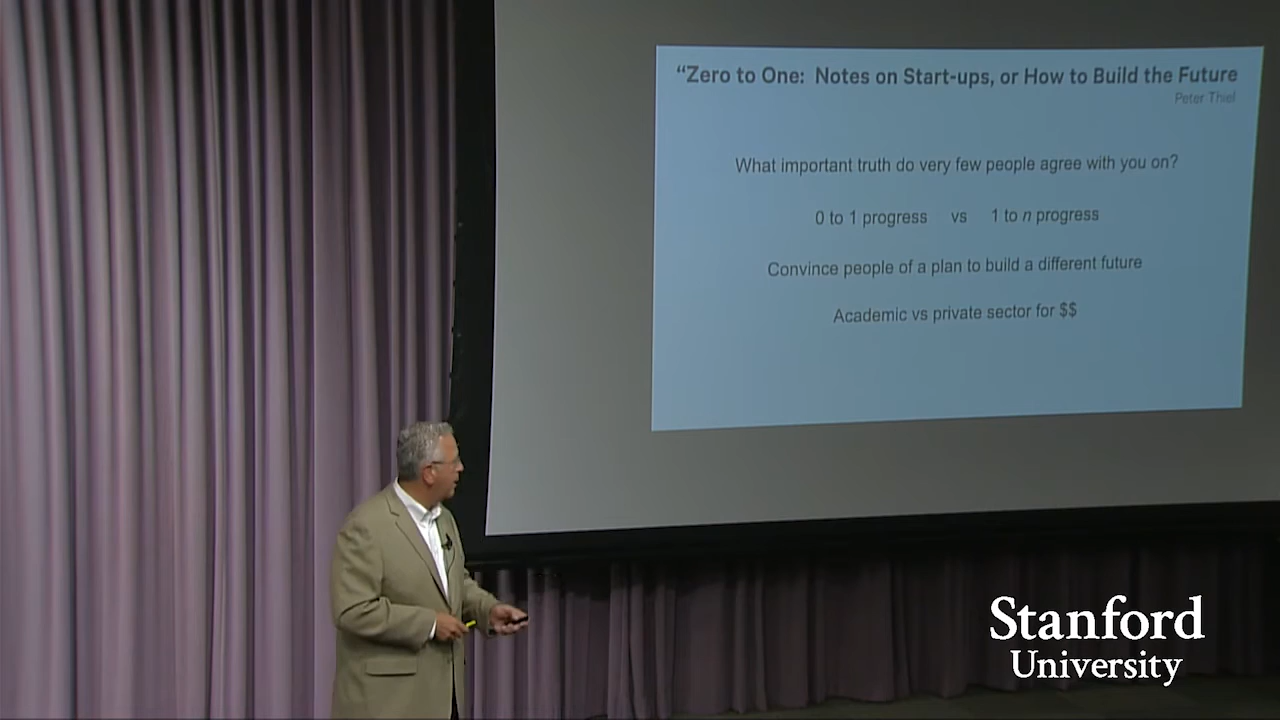 “Zero to One: Notes on Start-ups, or How to Build the Future
Peter Thiel
What important truth do very few people agree with you on?
0 to 1 progress vs 1 to n progress
Convince people of a plan to build a different future
Academic vs private sector for $$
Stanford
University